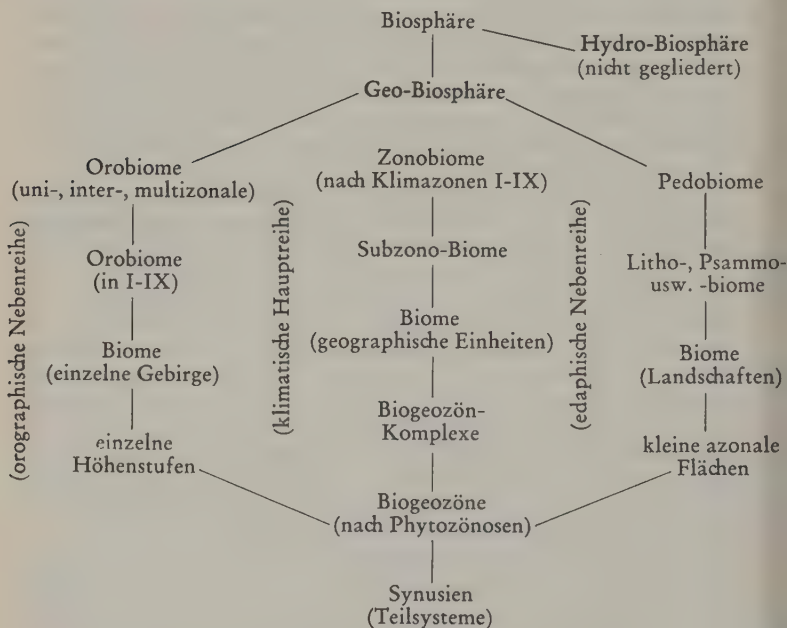 Biosphäre
Hydro-Biosphäre
(nicht gegliedert)
Geo-Biosphäre
Orobiome
(uni-, inter-, multizonale)
Zonobiome
(nach Klimazonen I-IX)
Pedobiome
(orographische Nebenreihe)
Orobiome
(in I-IX)
(klimatische Hauptreihe)
Subzono-Biome
(edaphische Nebenreihe)
Litho-, Psammo-
usw. -biome
Biome
(einzelne Gebirge)
Biome
(geographische Einheiten)
Biome
(Landschaften)
einzelne
Höhenstufen
Biogeozön-
Komplexe
kleine azonale
Flächen
Biogeozöne
(nach Phytozönosen)
Synusien
(Teilsysteme)